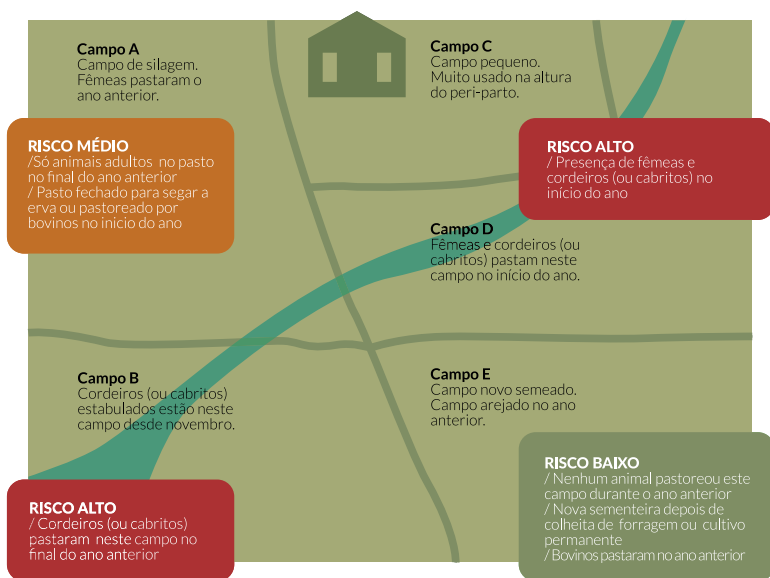 Campo A
Campo de silagem.
Fêmeas pastaram o
ano anterior.
RISCO MÉDIO
/Só animais adultos no pasto
no final do ano anterior
/ Pasto fechado para segar a
erva ou pastoreado por
bovinos no inicio do ano
Campo C
Campo pequeno.
Muito usado na altura
do peri-parto.
RISCO ALTO
/ Presença de fêmeas e
cordeiros (ou cabritos) no
início do ano
Campo D
Fêmeas e cordeiros (ou
cabritos) pastam neste
campo no início do ano.
Campo B
Cordeiros (ou cabritos)
estabulados estão neste
campo desde novembro.
RISCO ALTO
/ Cordeiros (ou cabritos)
pastaram neste campo no
final do ano anterior
Campo E
Campo novo semeado.
Campo arejado no ano
anterior.
RISCO BAIXO
/ Nenhum animal pastoreou este
campo durante o ano anterior
/ Nova sementeira depois de
colheita de forragem ou cultivo
permanente
/ Bovinos pastaram no ano anterior